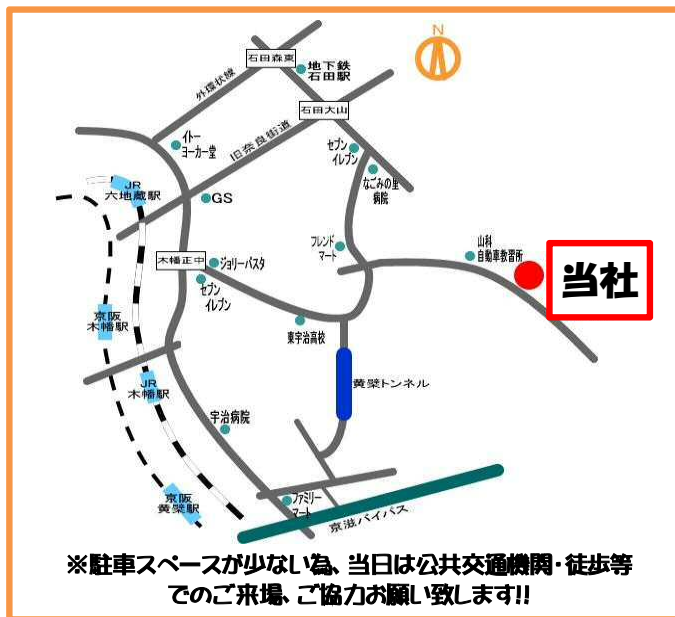 N
石田森東
地下鉄
石田駅
外環状線
石田大山
イトー
ヨーカー堂
旧奈良街道
セブン
イレブン
なごみの里
病院
JR
六地蔵駅
GS
フレンド
マート
山科
自動車教習所
当社
木幡正中
ジョリーパスタ
セブン
イレブン
京阪
木幡駅
東宇治高校
JR
木幡駅
黄檗トンネル
宇治病院
京阪
黄檗駅
ファミリー
マート
京滋バイパス
※駐車スペースが少ない為、当日は公共交通機関・徒歩等
でのご来場、ご協力お願い致します!!